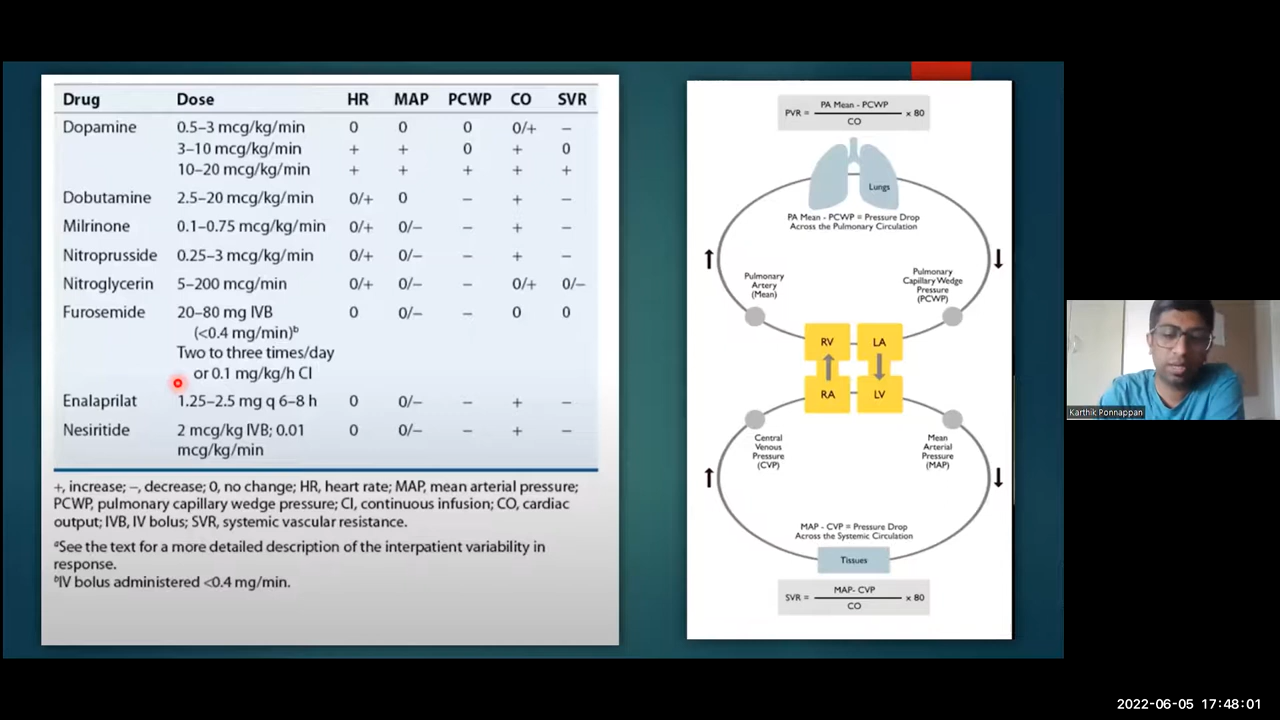 Drug Dose HR MAP PCWP CO SVR
Dopamine 0.5–3 mcg/kg/min 0 0 0 0/+ –
3–10 mcg/kg/min + + 0 + 0
10–20 mcg/kg/min + + + + +
Dobutamine 2.5–20 mcg/kg/min 0/+ 0 – + –
Milrinone 0.1–0.75 mcg/kg/min 0/+ 0/– – + –
Nitroprusside 0.25–3 mcg/kg/min 0/+ 0/– – + –
Nitroglycerin 5–200 mcg/min 0/+ 0/– – 0/+ 0/–
Furosemide 20–80 mg IVB 0 0/– – 0 0
(<0.4 mg/min)b
Two to three times/day
or 0.1 mg/kg/h CI
Enalaprilat 1.25–2.5 mg q 6–8 h 0 0/– – + –
Nesiritide 2 mcg/kg IVB; 0.01 0 0/– – + –
mcg/kg/min
+, increase; –, decrease; 0, no change; HR, heart rate; MAP, mean arterial pressure;
PCWP, pulmonary capillary wedge pressure; CI, continuous infusion; CO, cardiac
output; IVB, IV bolus; SVR, systemic vascular resistance.
aSee the text for a more detailed description of the interpatient variability in
response.
bIV bolus administered <0.4 mg/min.
PVR = PA Mean - PCWP x 80
CO
Lungs
PA Mean - PCWP = Pressure Drop
Across the Pulmonary Circulation
Pulmonary
Artery
(Mean)
Pulmonary
Capillary Wedge
Pressure
(PCWP)
RV LA
RA LV
Central
Venous
Pressure
(CVP)
Mean
Arterial
Pressure
(MAP)
MAP - CVP = Pressure Drop
Across the Systemic Circulation
Tissues
SVR = MAP- CVP x 80
CO
Karthik Ponnappan
2022-06-05 17:48:01